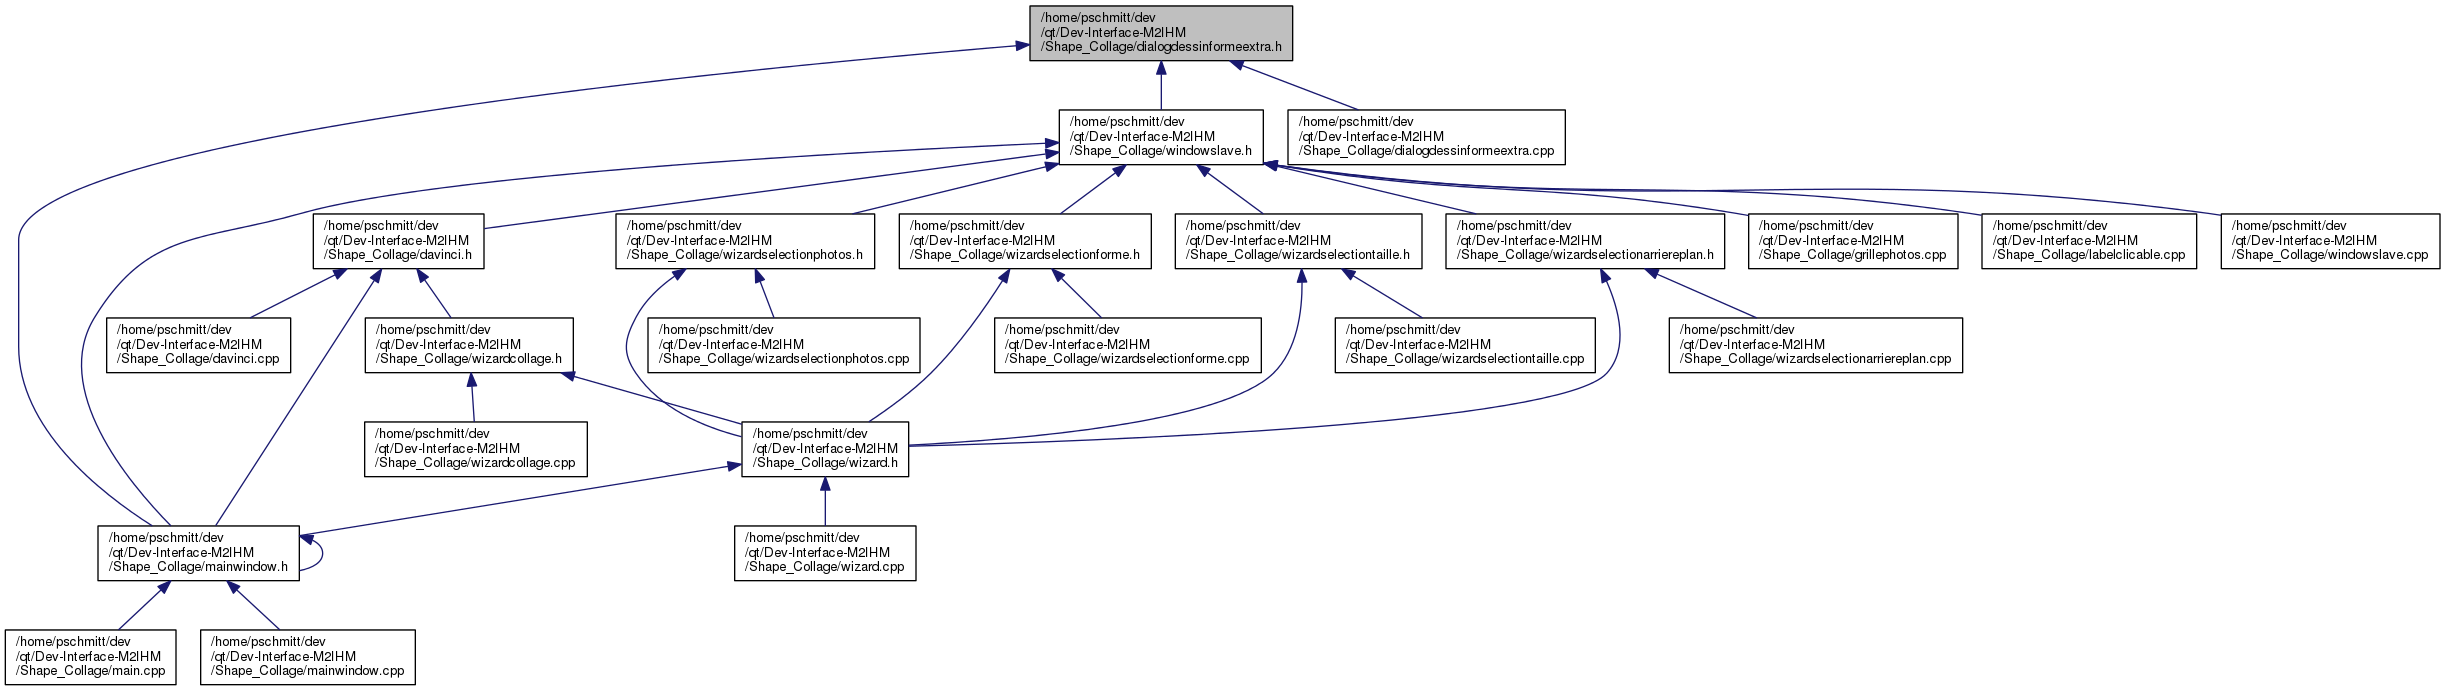 /home/pschmitt/dev
/qt/Dev-Interface-M2IHM
/Shape_Collage/dialogdessinformeextra.h
/home/pschmitt/dev
/qt/Dev-Interface-M2IHM
/Shape_Collage/windowslave.h
/home/pschmitt/dev
/qt/Dev-Interface-M2IHM
/Shape_Collage/dialogdessinformeextra.cpp
/home/pschmitt/dev
/qt/Dev-Interface-M2IHM
/Shape_Collage/davinci.h
/home/pschmitt/dev
/qt/Dev-Interface-M2IHM
/Shape_Collage/wizardselectionphotos.h
/home/pschmitt/dev
/qt/Dev-Interface-M2IHM
/Shape_Collage/wizardselectionforme.h
/home/pschmitt/dev
/qt/Dev-Interface-M2IHM
/Shape_Collage/wizardselectiontaille.h
/home/pschmitt/dev
/qt/Dev-Interface-M2IHM
/Shape_Collage/wizardselectionarriereplan.h
/home/pschmitt/dev
/qt/Dev-Interface-M2IHM
/Shape_Collage/grillephotos.cpp
/home/pschmitt/dev
/qt/Dev-Interface-M2IHM
/Shape_Collage/labelclicable.cpp
/home/pschmitt/dev
/qt/Dev-Interface-M2IHM
/Shape_Collage/windowslave.cpp
/home/pschmitt/dev
/qt/Dev-Interface-M2IHM
/Shape_Collage/davinci.cpp
/home/pschmitt/dev
/qt/Dev-Interface-M2IHM
/Shape_Collage/wizardcollage.h
/home/pschmitt/dev
/qt/Dev-Interface-M2IHM
/Shape_Collage/wizardselectionphotos.cpp
/home/pschmitt/dev
/qt/Dev-Interface-M2IHM
/Shape_Collage/wizardselectionforme.cpp
/home/pschmitt/dev
/qt/Dev-Interface-M2IHM
/Shape_Collage/wizardselectiontaille.cpp
/home/pschmitt/dev
/qt/Dev-Interface-M2IHM
/Shape_Collage/wizardselectionarriereplan.cpp
/home/pschmitt/dev
/qt/Dev-Interface-M2IHM
/Shape_Collage/wizardcollage.cpp
/home/pschmitt/dev
/qt/Dev-Interface-M2IHM
/Shape_Collage/wizard.h
/home/pschmitt/dev
/qt/Dev-Interface-M2IHM
/Shape_Collage/mainwindow.h
/home/pschmitt/dev
/qt/Dev-Interface-M2IHM
/Shape_Collage/wizard.cpp
/home/pschmitt/dev
/qt/Dev-Interface-M2IHM
/Shape_Collage/main.cpp
/home/pschmitt/dev
/qt/Dev-Interface-M2IHM
/Shape_Collage/mainwindow.cpp